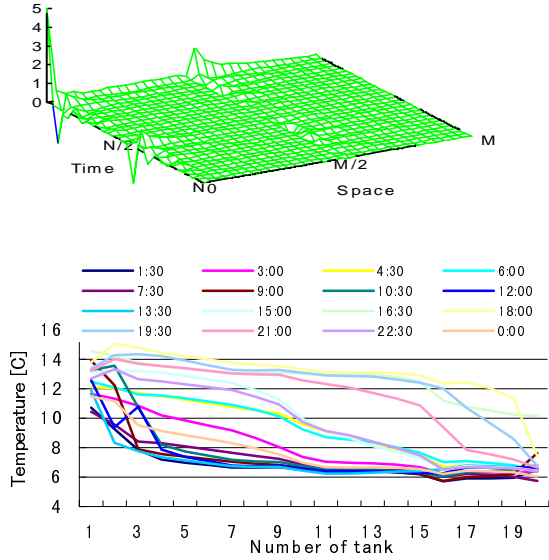 5
4
3
2
1
0
N/2
Time
N0
M/2
Space
M
1:30 3:00 4:30 6:00
7:30 9:00 10:30 12:00
13:30 15:00 16:30 18:00
19:30 21:00 22:30 0:00
Temperature [C]
16
14
12
10
8
6
4
1 3 5 7 9 11 13 15 17 19
Number of tank